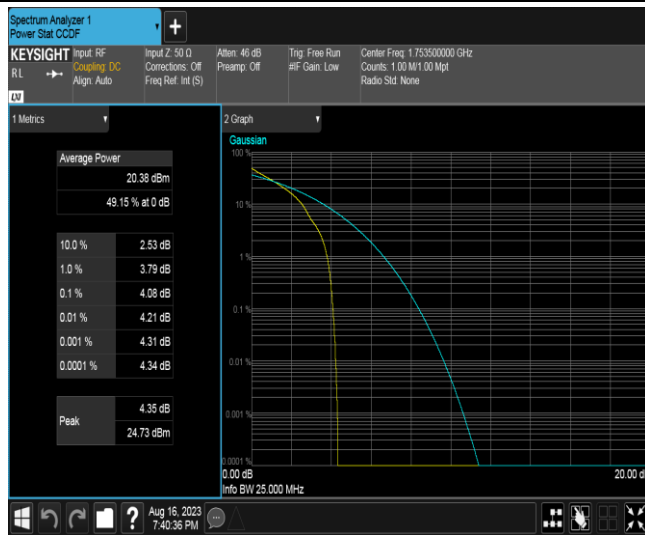 Spectrum Analyzer 1
Power Stat CCDF
+
KEYSIGHT
RL
LXI
Input: RF
Coupling: DC
Align: Auto
Input Z: 50 Ω
Corrections: Off
Freq Ref: Int (S)
Atten: 46 dB
Preamp: Off
Trig: Free Run
#IF Gain: Low
Center Freq: 1.753500000 GHz
Counts: 1.00 M/1.00 Mpt
Radio Std: None
1 Metrics
Average Power
20.38 dBm
49.15 % at 0 dB
10.0 % 2.53 dB
1.0 % 3.79 dB
0.1 % 4.08 dB
0.01 % 4.21 dB
0.001 % 4.31 dB
0.0001 % 4.34 dB
Peak
4.35 dB
24.73 dBm
2 Graph
Gaussian
100 %
10 %
1 %
0.1 %
0.01 %
0.001 %
0.0001 %
0.00 dB
20.00 d
Info BW 25.000 MHz
?
Aug 16, 2023
7:40:36 PM